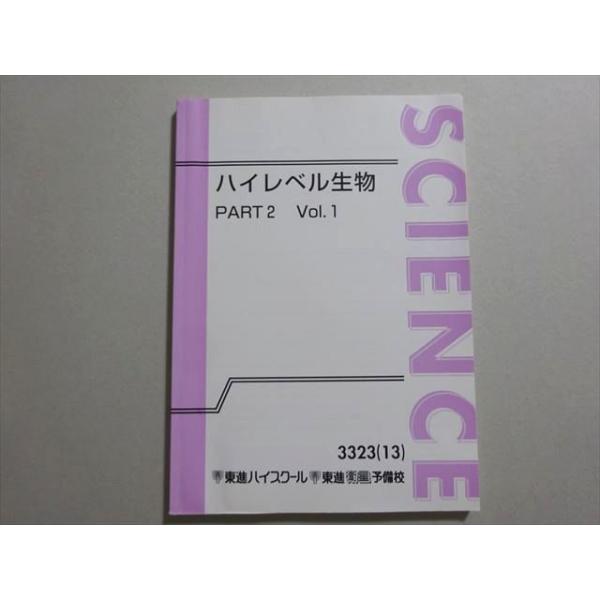 SCIENCE
ハイレベル生物
PART 2 Vol. 1
3323(13)
東進ハイスクール 東進衛星予備校